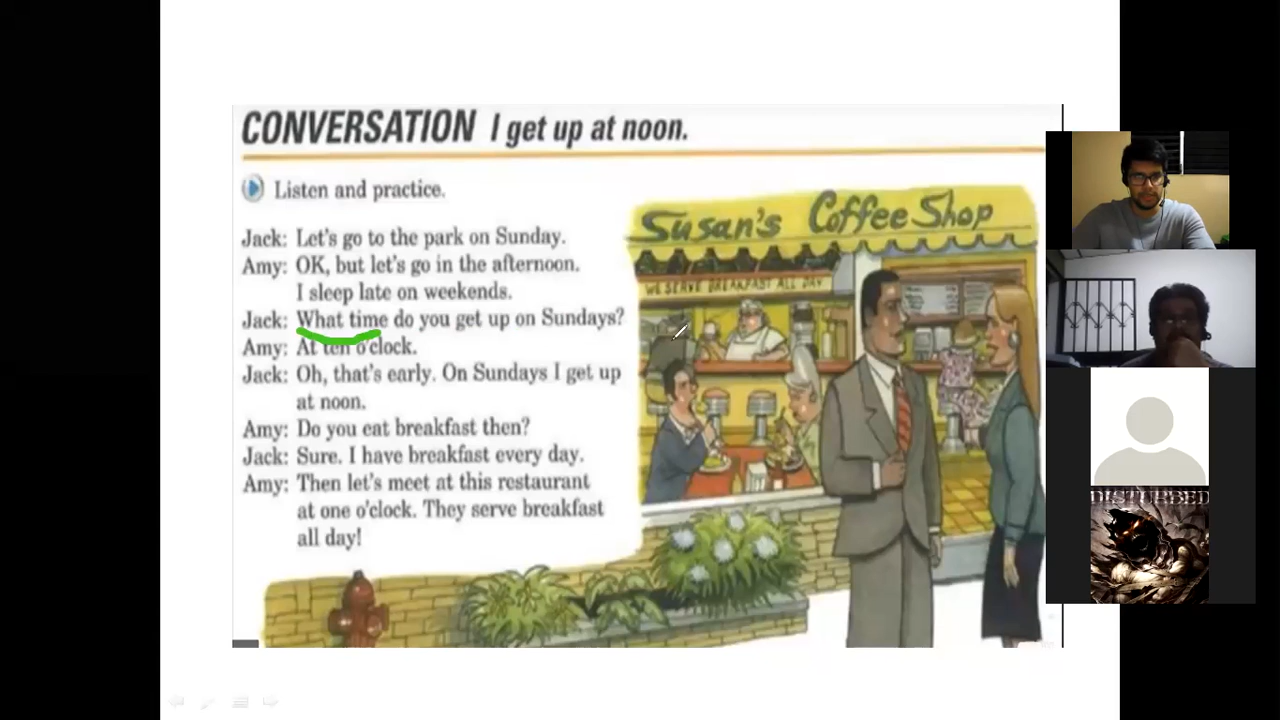 CONVERSATION I get up at noon.
Listen and practice.
Jack: Let's go to the park on Sunday.
Amy: OK, but let's go in the afternoon.
I sleep late on weekends.
Jack: What time do you get up on Sundays?
Amy: At ten o'clock.
Jack: Oh, that's early. On Sundays I get up
at noon.
Amy: Do you eat breakfast then?
Jack: Sure. I have breakfast every day.
Amy: Then let's meet at this restaurant
at one o'clock. They serve breakfast
all day!
Susan's Coffee Shop
WE SERVE BREAKFAST ALL DAY
DISTURBED